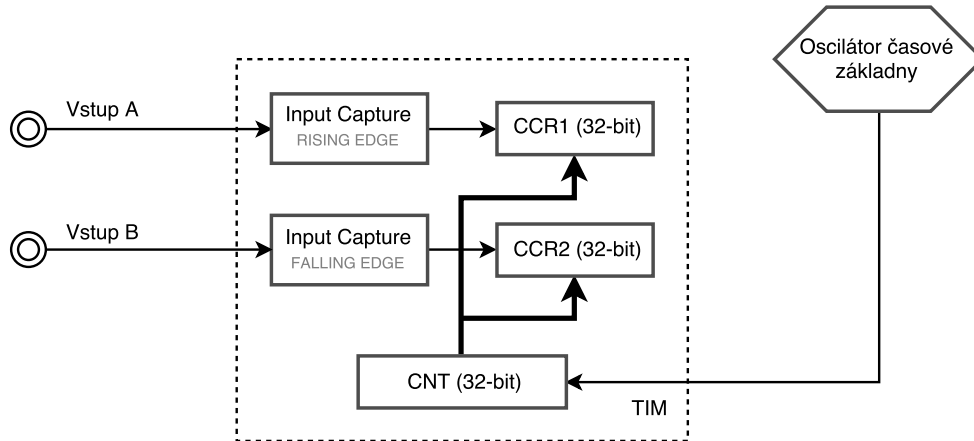 Oscilátor časové
základny
Vstup A
Input Capture
RISING EDGE
CCR1 (32-bit)
Vstup B
Input Capture
FALLING EDGE
CCR2 (32-bit)
CNT (32-bit)
TIM